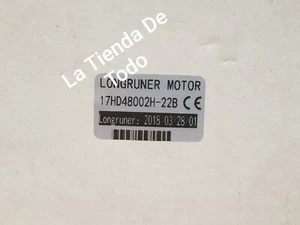 La Tienda De
Todo
LONGRUNER MOTOR
17HD48002H-22B CE
Longruner: 2018 03 28 01